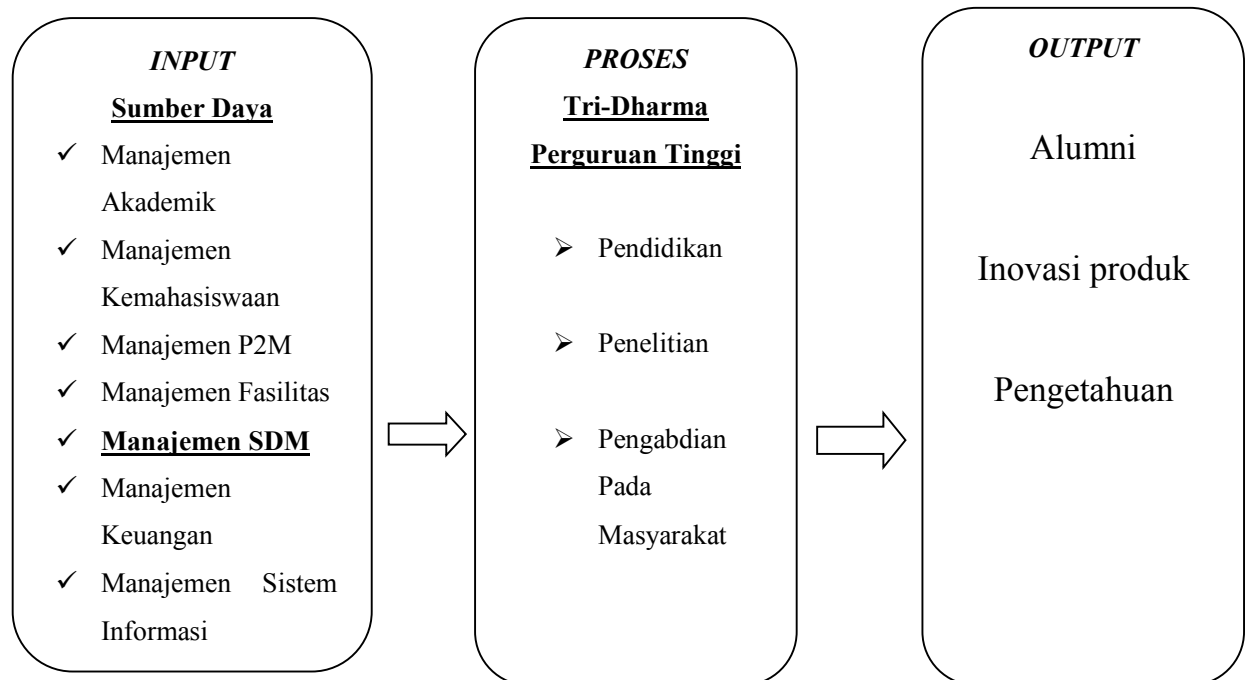 INPUT
Sumber Daya
✓ Manajemen
Akademik
✓ Manajemen
Kemahasiswaan
✓ Manajemen P2M
✓ Manajemen Fasilitas
✓ Manajemen SDM
✓ Manajemen
Keuangan
✓ Manajemen Sistem
Informasi
PROSES
Tri-Dharma
Perguruan Tinggi
➢ Pendidikan
➢ Penelitian
➢ Pengabdian
Pada
Masyarakat
OUTPUT
Alumni
Inovasi produk
Pengetahuan